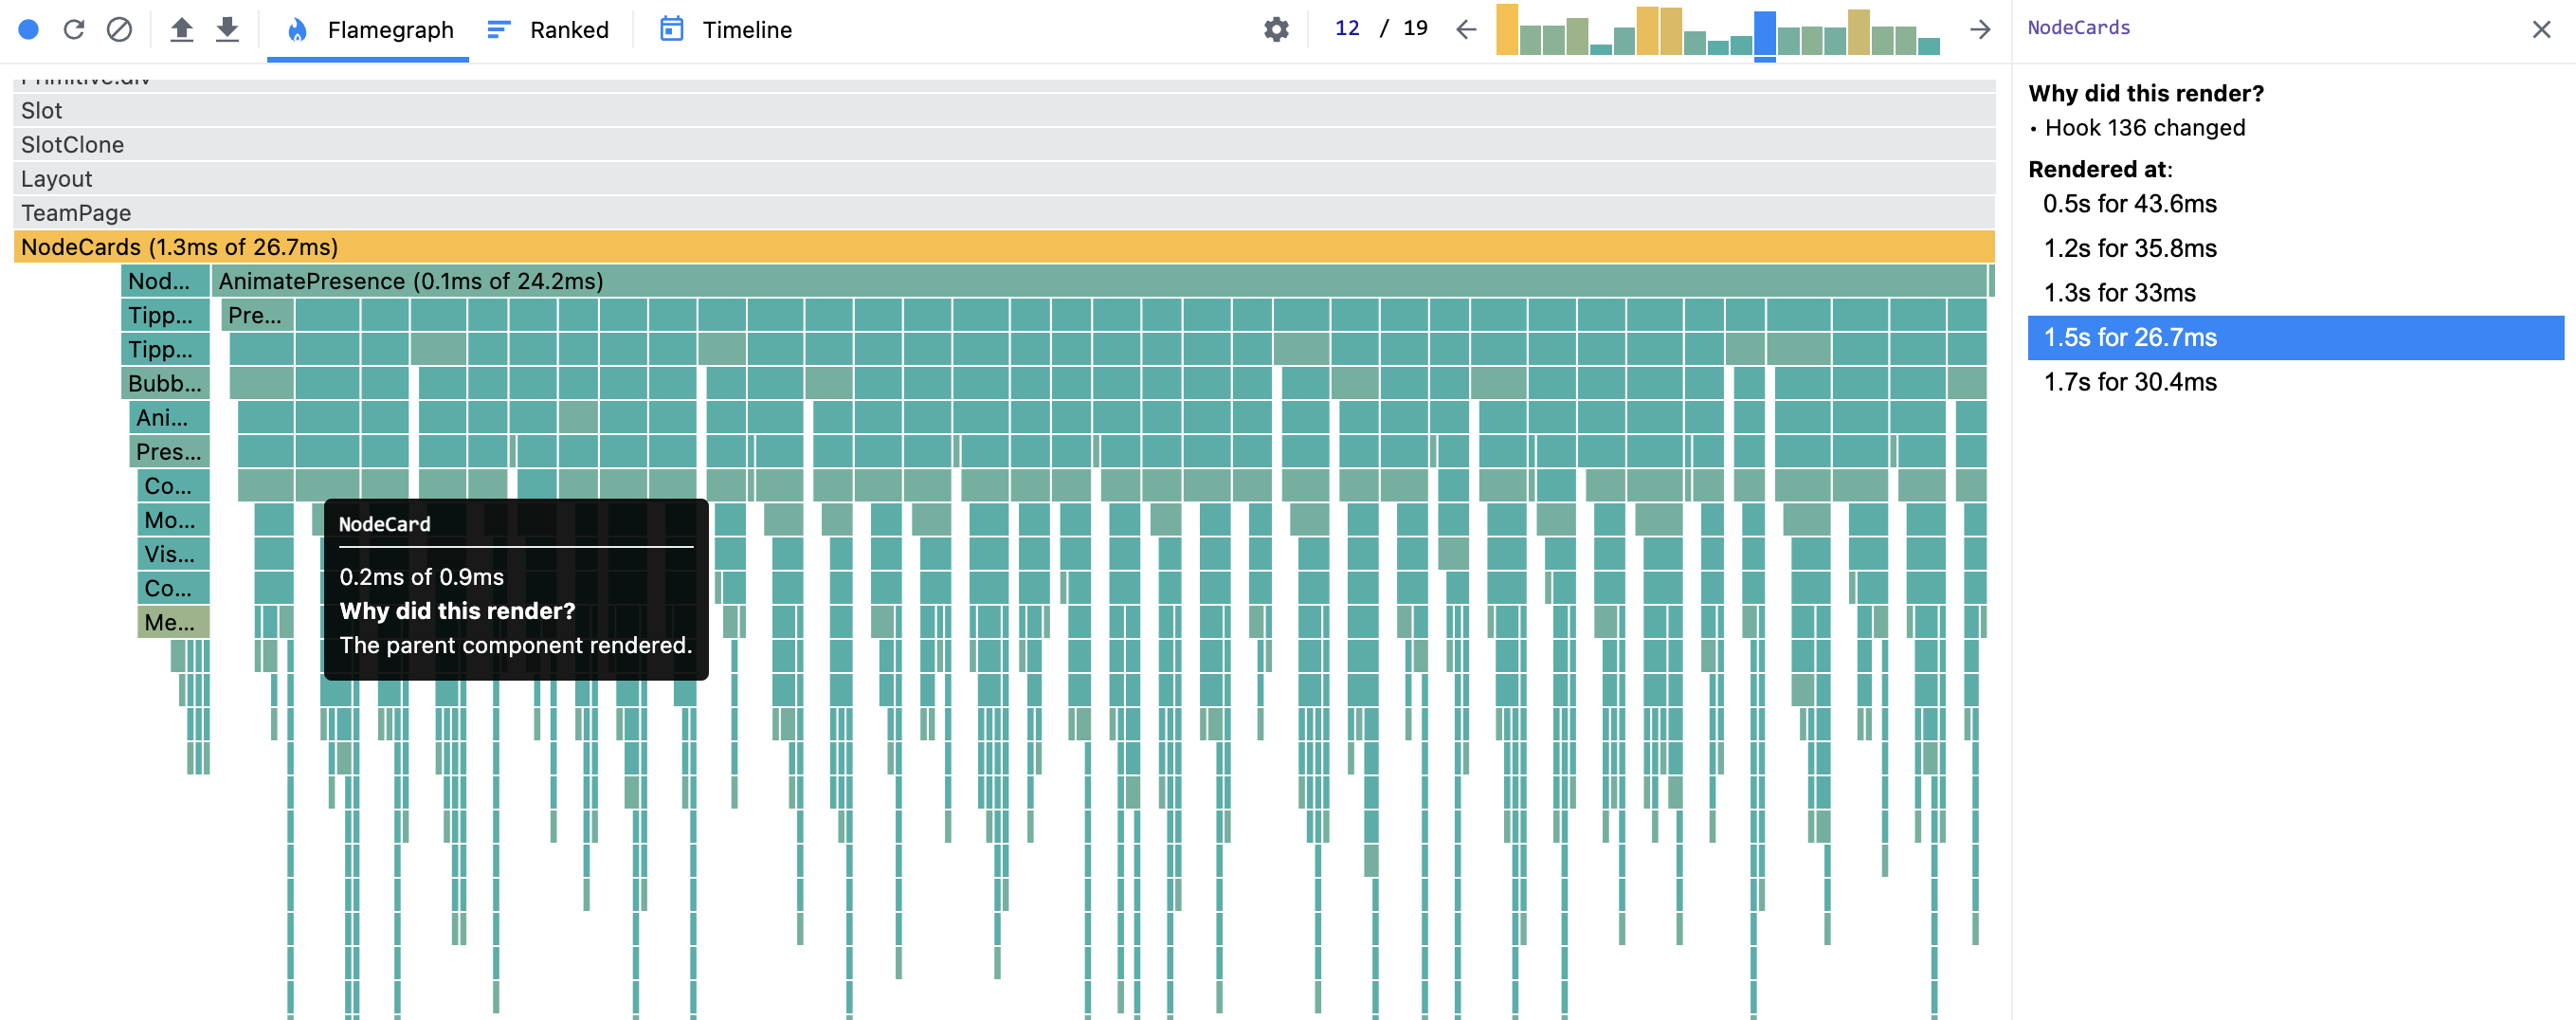 Flamegraph
Ranked
Timeline
12 / 19
NodeCards
Primitive.div
Slot
SlotClone
Layout
TeamPage
NodeCards (1.3ms of 26.7ms)
Nod...
AnimatePresence (0.1ms of 24.2ms)
Tipp...
Pre...
Tipp...
Bubb...
Ani...
Pres...
Co...
Mo...
Vis...
Co...
Me...
NodeCard
0.2ms of 0.9ms
Why did this render?
The parent component rendered.
Why did this render?
• Hook 136 changed
Rendered at:
0.5s for 43.6ms
1.2s for 35.8ms
1.3s for 33ms
1.5s for 26.7ms
1.7s for 30.4ms